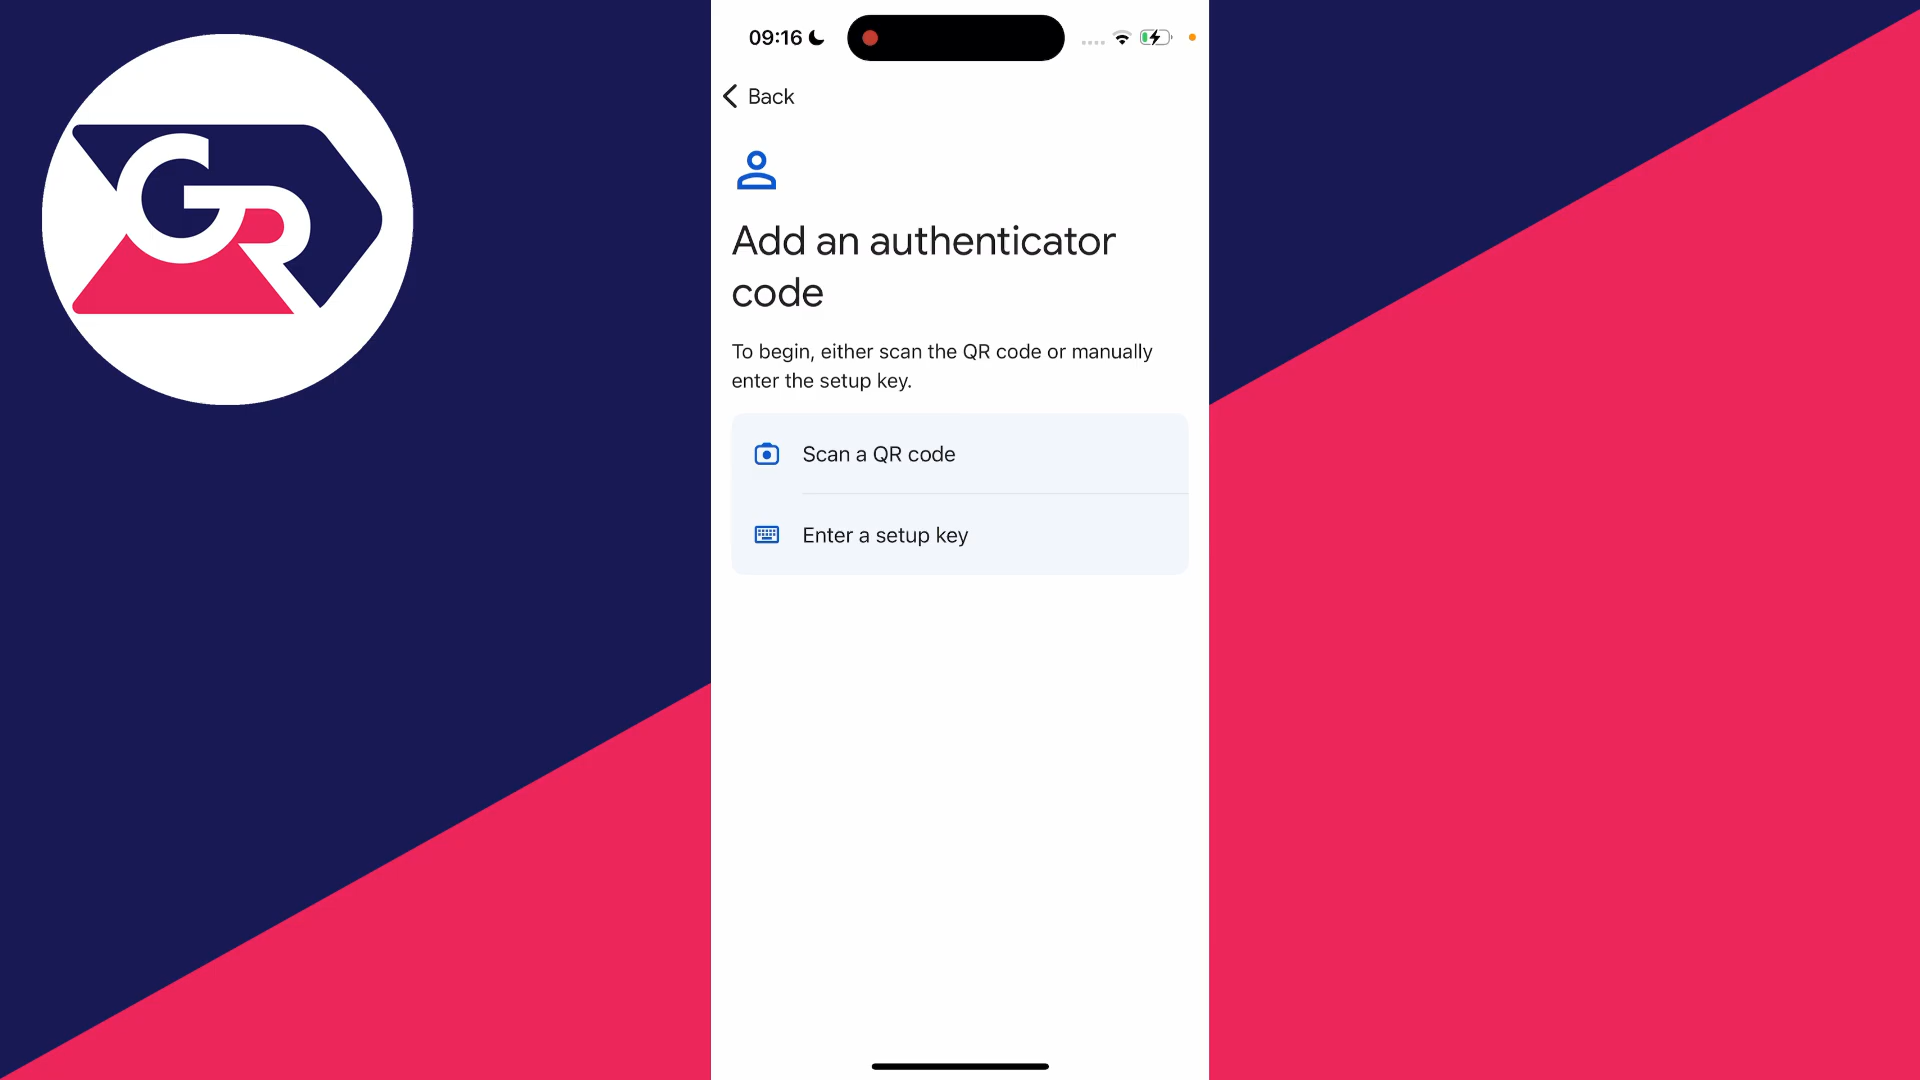 GR
09:16
Back
Add an authenticator
code
To begin, either scan the QR code or manually
enter the setup key.
Scan a QR code
Enter a setup key